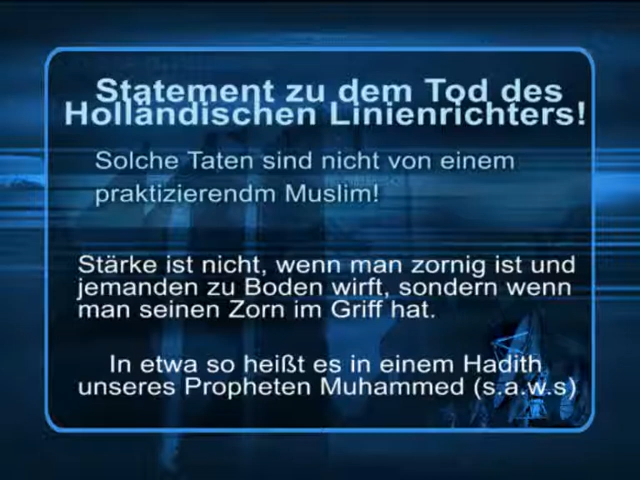 Statement zu dem Tod des
Holländischen Linienrichters!
Solche Taten sind nicht von einem
praktizierendm Muslim!
Stärke ist nicht, wenn man zornig ist und
jemanden zu Boden wirft, sondern wenn
man seinen Zorn im Griff hat.
In etwa so heißt es in einem Hadith
unseres Propheten Muhammed (s.a.w.s)